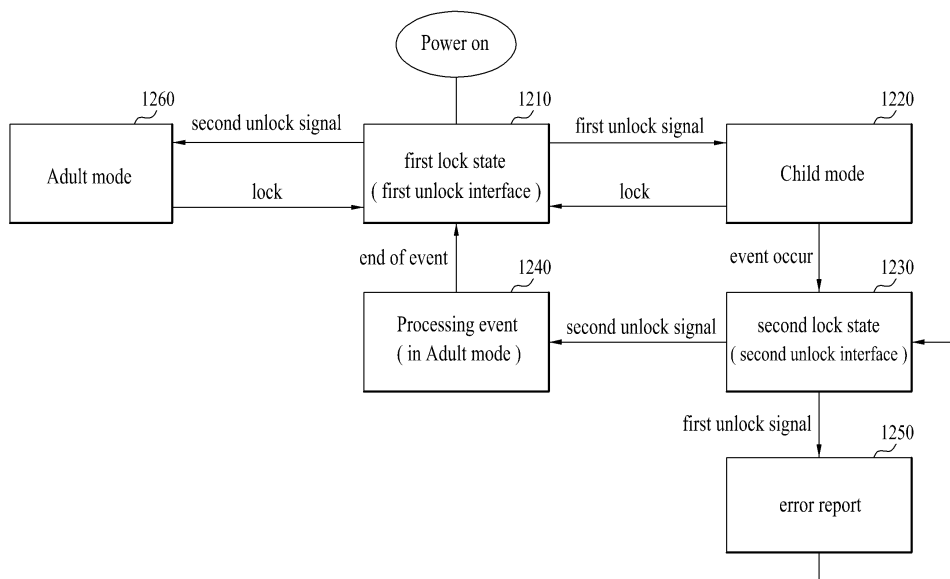 Power on
1260
1210
1220
second unlock signal
first unlock signal
Adult mode
first lock state
( first unlock interface )
Child mode
lock
lock
end of event
event occur
1240
1230
Processing event
( in Adult mode )
second unlock signal
second lock state
( second unlock interface )
first unlock signal
1250
error report